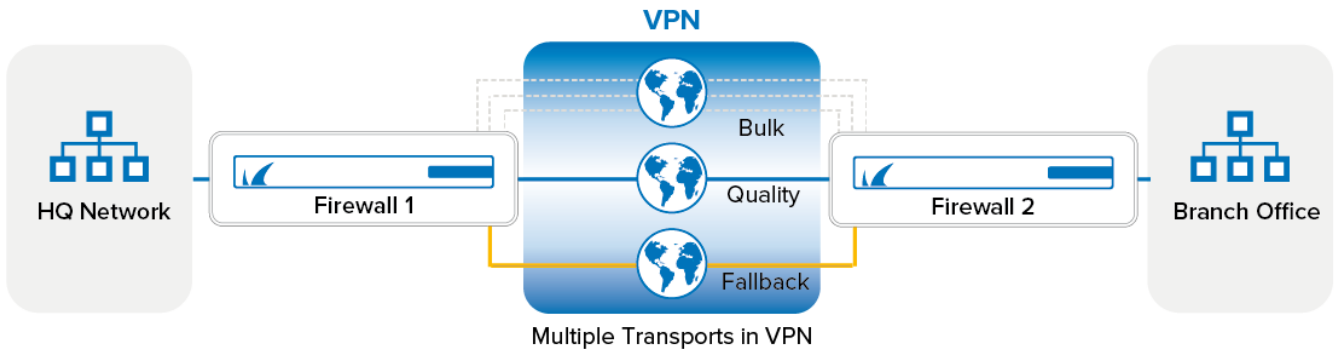 VPN
Bulk
HQ Network
Firewall 1
Quality
Firewall 2
Branch Office
Fallback
Multiple Transports in VPN